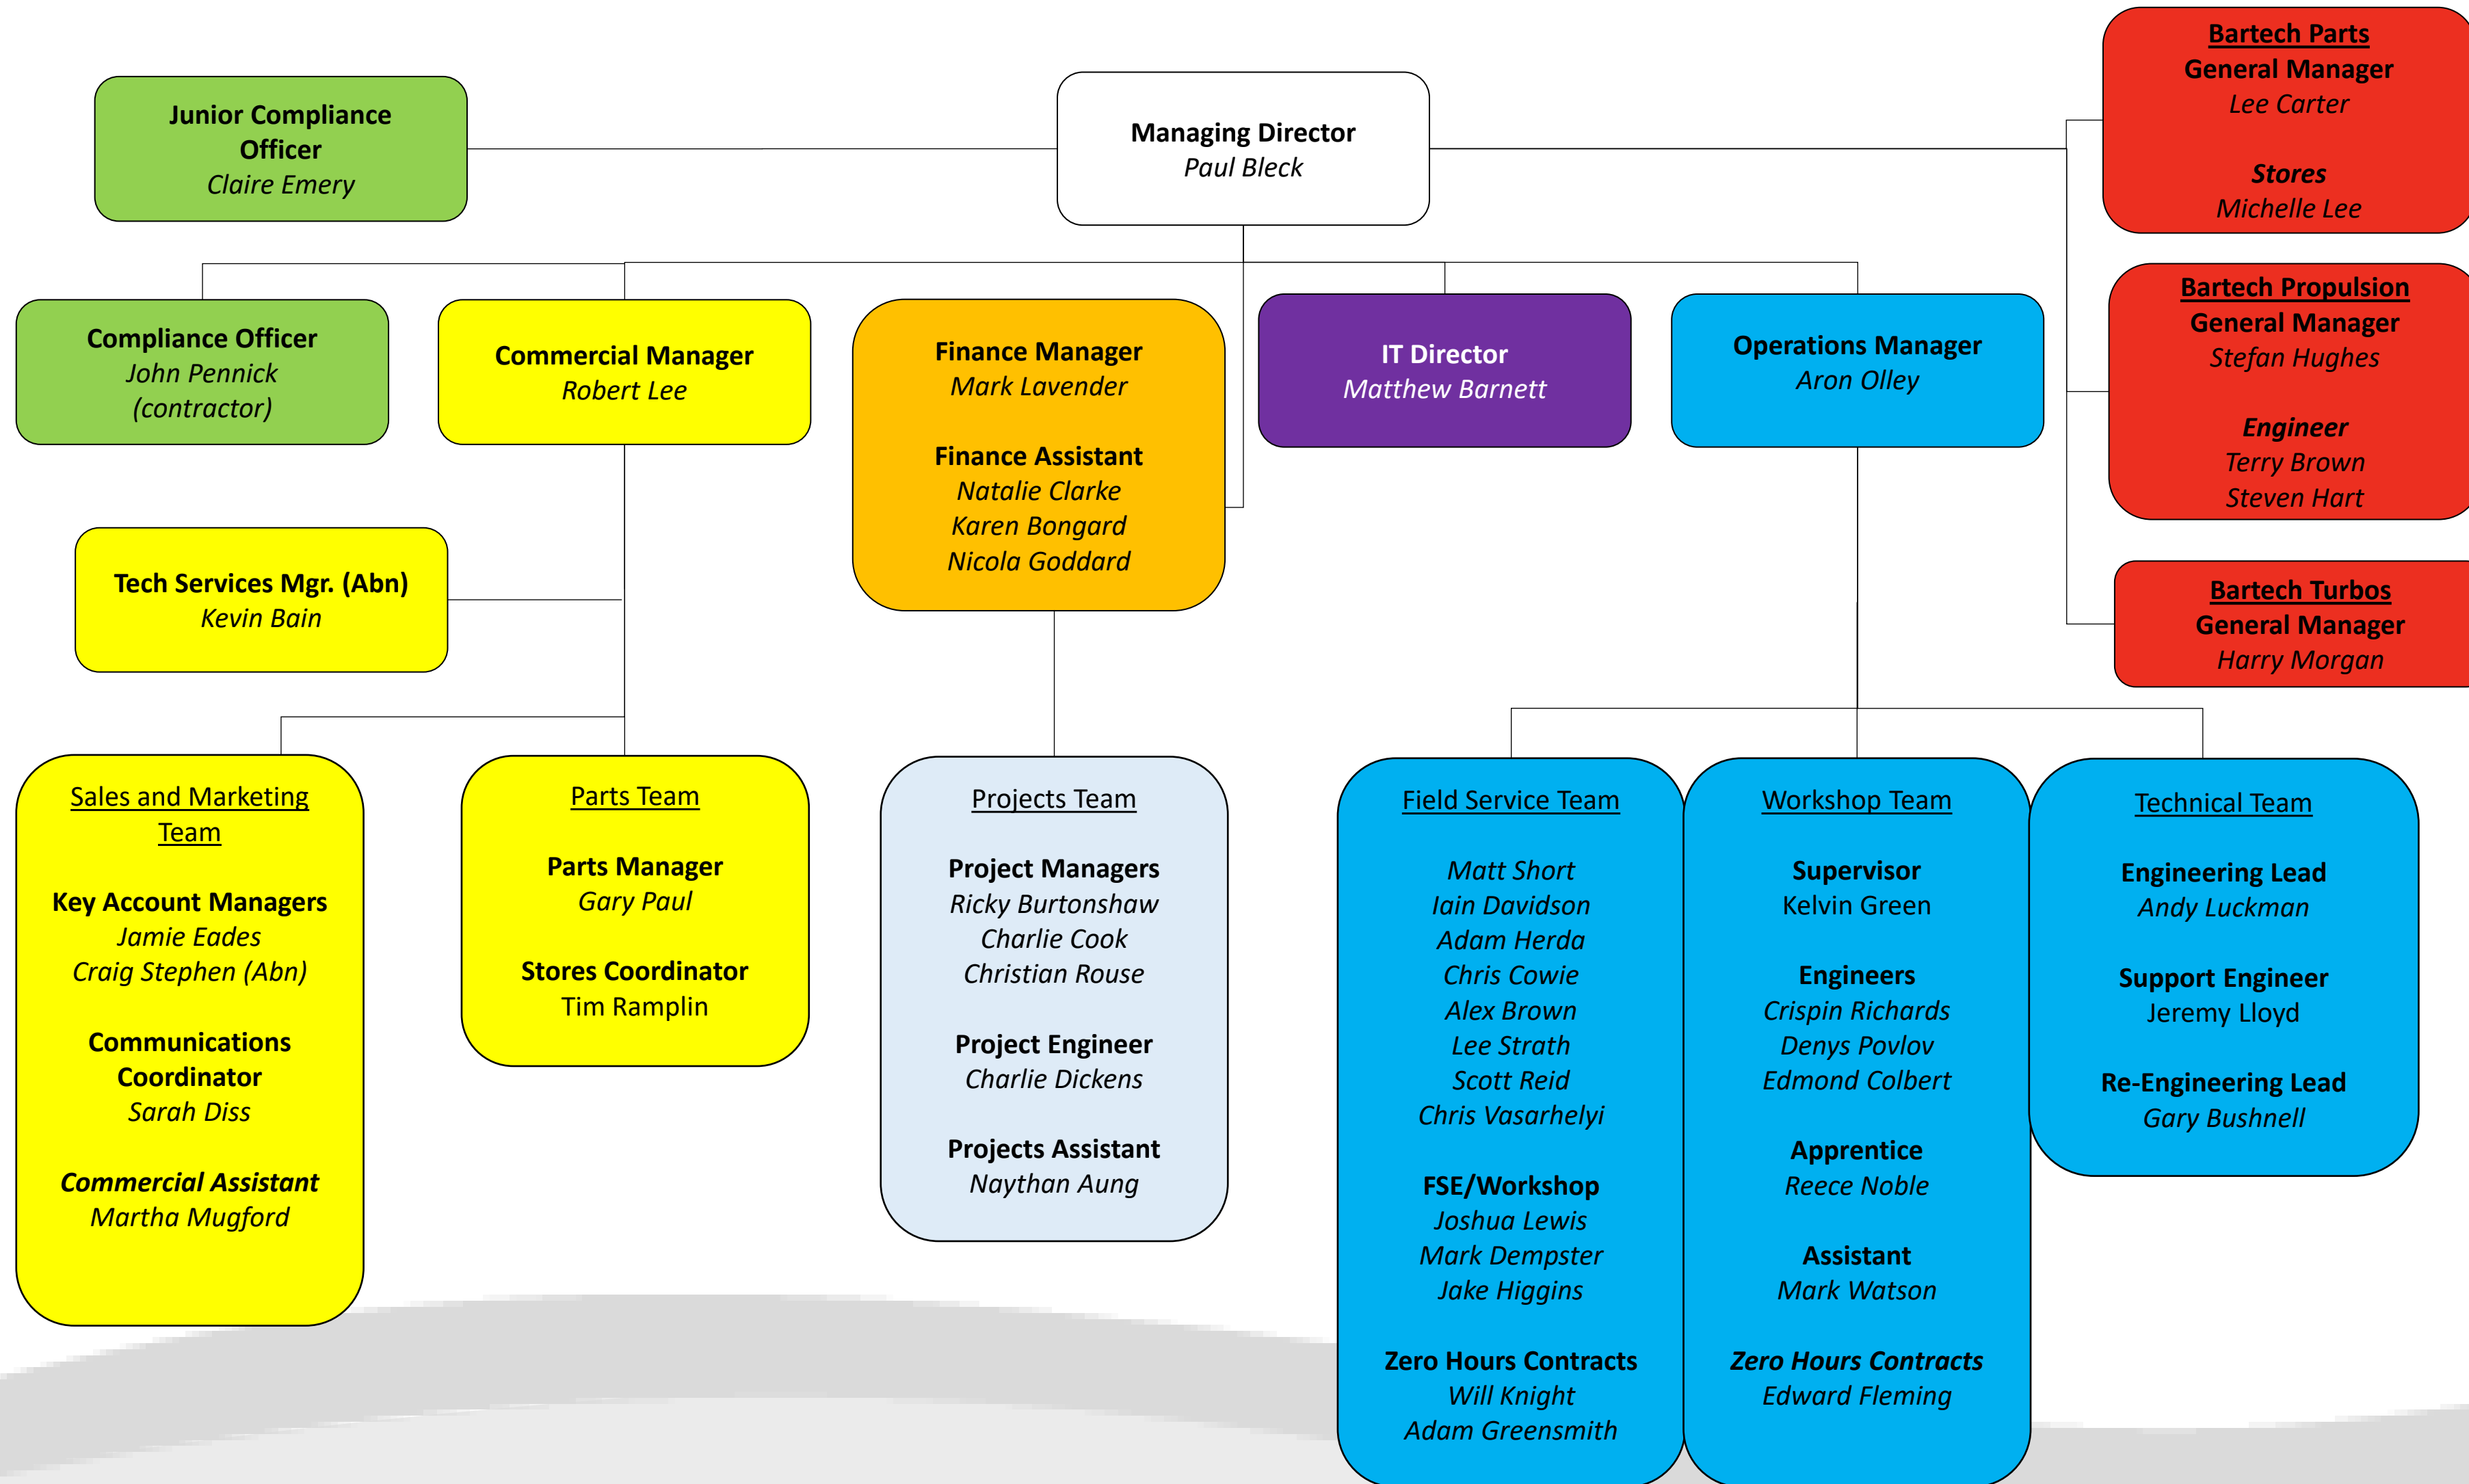 Junior Compliance
Officer
Claire Emery
Managing Director
Paul Bleck
Bartech Parts
General Manager
Lee Carter
Stores
Michelle Lee
Compliance Officer
John Pennick
(contractor)
Commercial Manager
Robert Lee
Finance Manager
Mark Lavender
Finance Assistant
Natalie Clarke
Karen Bongard
Nicola Goddard
IT Director
Matthew Barnett
Operations Manager
Aron Olley
Bartech Propulsion
General Manager
Stefan Hughes
Engineer
Terry Brown
Steven Hart
Tech Services Mgr. (Abn)
Kevin Bain
Bartech Turbos
General Manager
Harry Morgan
Sales and Marketing
Team
Key Account Managers
Jamie Eades
Craig Stephen (Abn)
Communications
Coordinator
Sarah Diss
Commercial Assistant
Martha Mugford
Parts Team
Parts Manager
Gary Paul
Stores Coordinator
Tim Ramplin
Projects Team
Project Managers
Ricky Burtonshaw
Charlie Cook
Christian Rouse
Project Engineer
Charlie Dickens
Projects Assistant
Naythan Aung
Field Service Team
Matt Short
Iain Davidson
Adam Herda
Chris Cowie
Alex Brown
Lee Strath
Scott Reid
Chris Vasarhelyi
FSE/Workshop
Joshua Lewis
Mark Dempster
Jake Higgins
Zero Hours Contracts
Will Knight
Adam Greensmith
Workshop Team
Supervisor
Kelvin Green
Engineers
Crispin Richards
Denys Povlov
Edmond Colbert
Apprentice
Reece Noble
Assistant
Mark Watson
Zero Hours Contracts
Edward Fleming
Technical Team
Engineering Lead
Andy Luckman
Support Engineer
Jeremy Lloyd
Re-Engineering Lead
Gary Bushnell